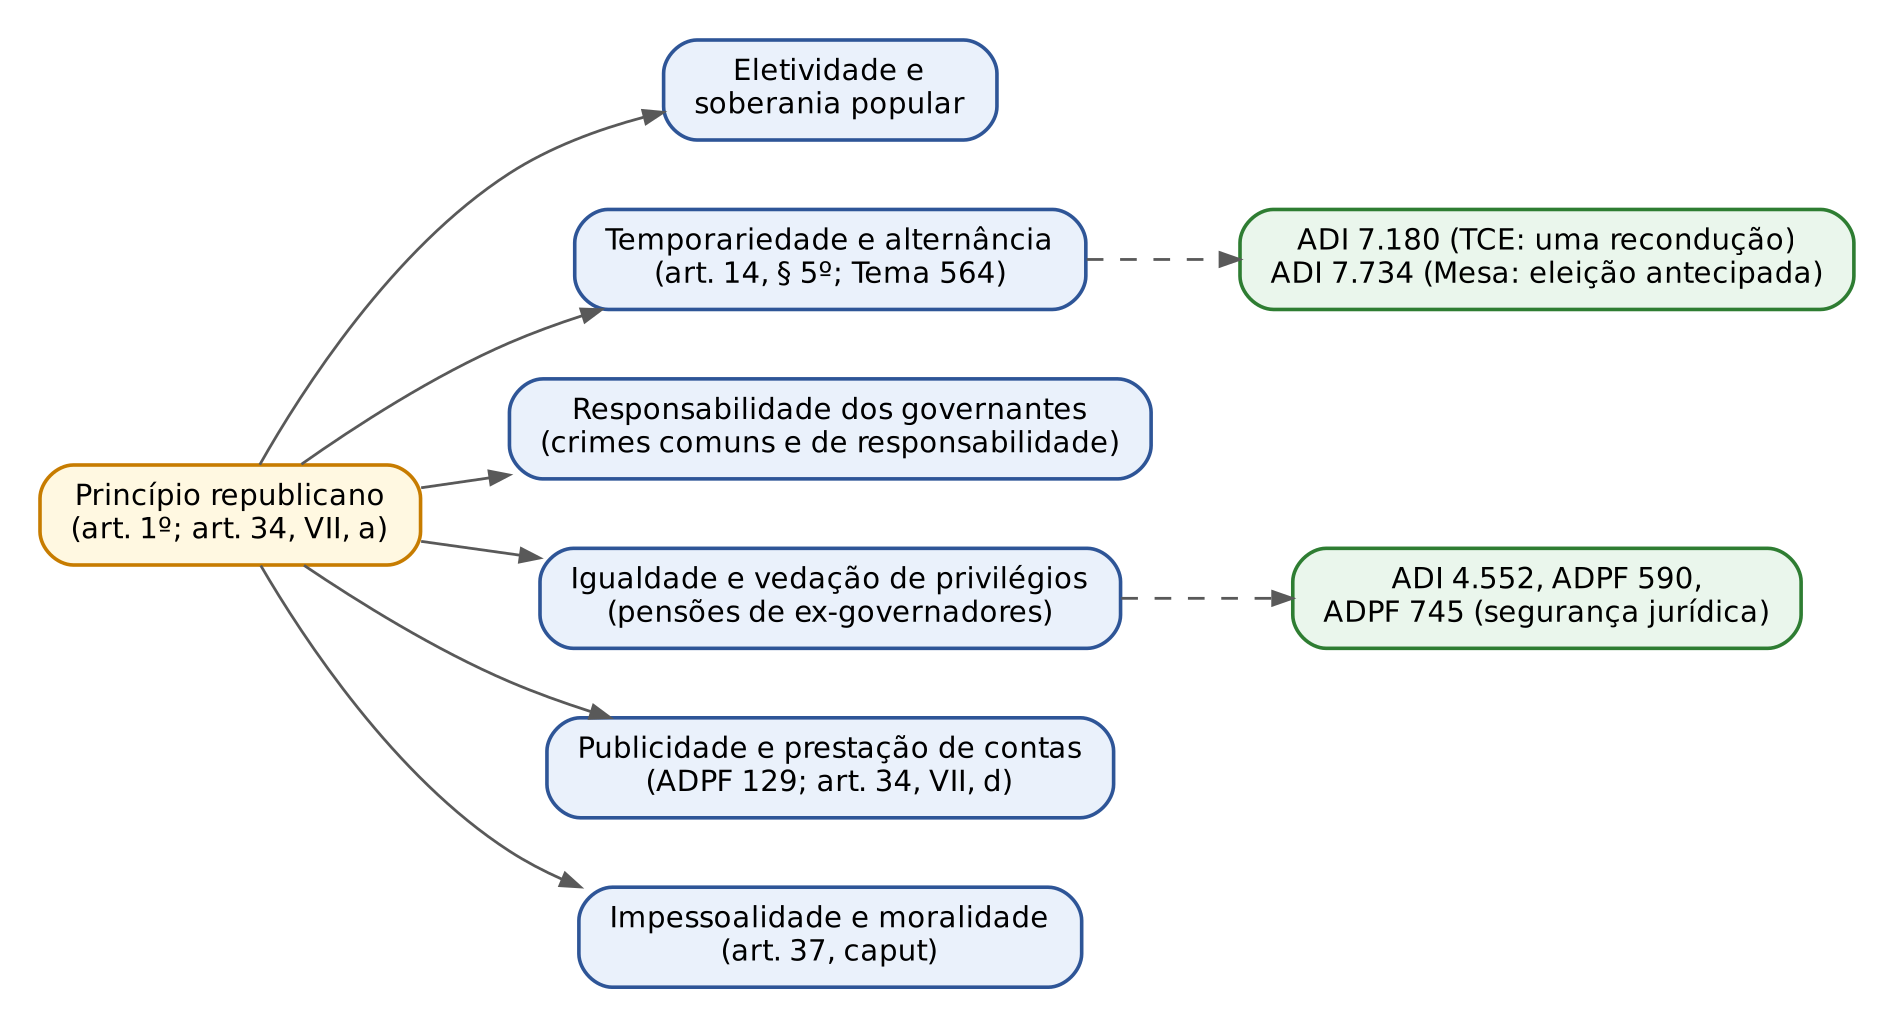 Eletividade e
soberania popular
Temporariedade e alternância
(art. 14, § 5º; Tema 564)
ADI 7.180 (TCE: uma recondução)
ADI 7.734 (Mesa: eleição antecipada)
Responsabilidade dos governantes
(crimes comuns e de responsabilidade)
Princípio republicano
(art. 1º; art. 34, VII, a)
Igualdade e vedação de privilégios
(pensões de ex-governadores)
ADI 4.552, ADPF 590,
ADPF 745 (segurança jurídica)
Publicidade e prestação de contas
(ADPF 129; art. 34, VII, d)
Impessoalidade e moralidade
(art. 37, caput)